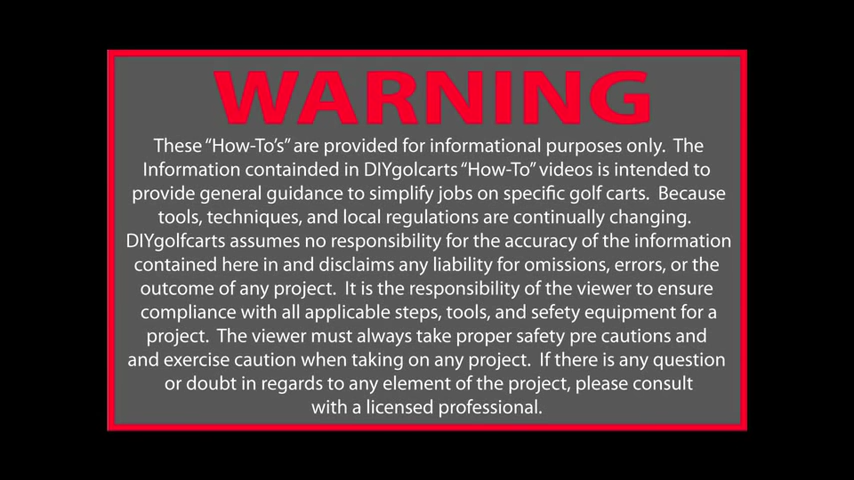 WARNING
These “How-To’s” are provided for informational purposes only. The
Information containded in DIYgolcarts “How-To” videos is intended to
provide general guidance to simplify jobs on specific golf carts. Because
tools, techniques, and local regulations are continually changing.
DIYgolfcarts assumes no responsibility for the accuracy of the information
contained here in and disclaims any liability for omissions, errors, or the
outcome of any project. It is the responsibility of the viewer to ensure
compliance with all applicable steps, tools, and sefety equipment for a
project. The viewer must always take proper safety pre cautions and
and exercise caution when taking on any project. If there is any question
or doubt in regards to any element of the project, please consult
with a licensed professional.